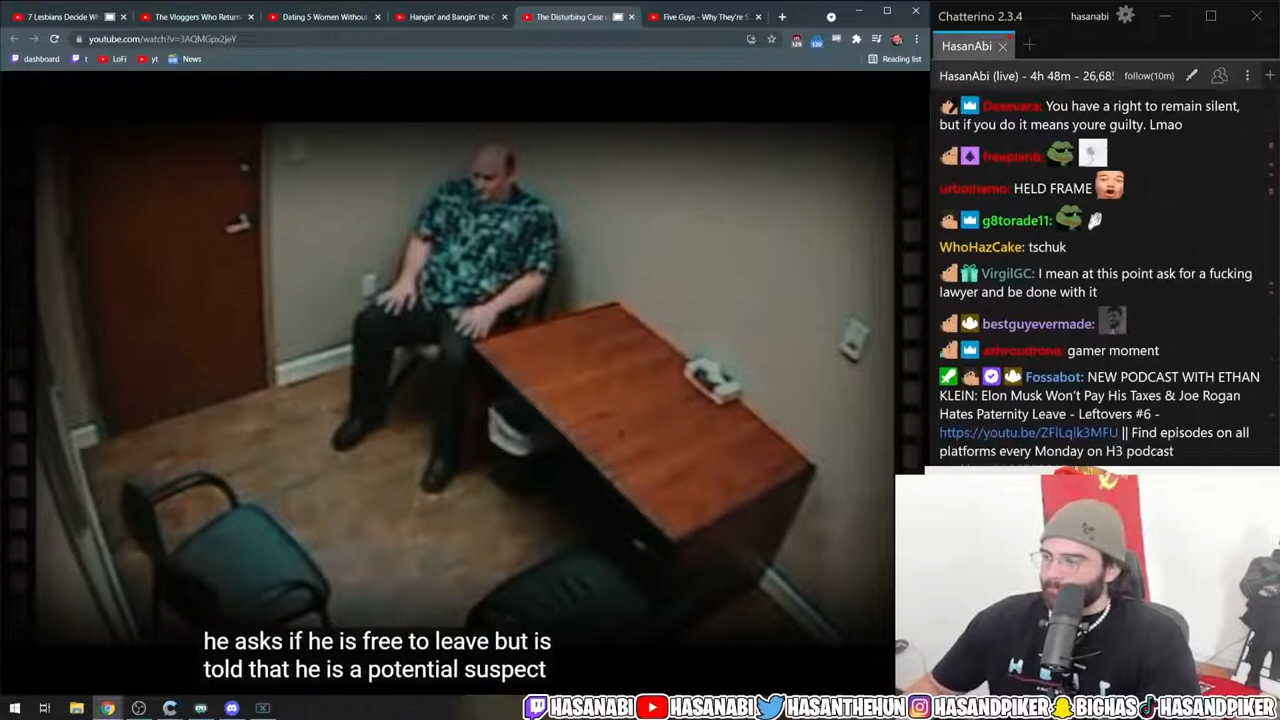 7 Lesbians Decide Wh
The Vloggers Who Return
Dating 5 Women Without
Hangin' and Bangin' the C
The Disturbing Case
Five Guys - Why They're S
youtube.com/watch?v=3AQMGpx2jeY
dashboard
t
LoFi
yt
News
Reading list
he asks if he is free to leave but is
told that he is a potential suspect
Chatterino 2.3.4
hasanabi
HasanAbi
HasanAbi (live) - 4h 48m - 26,68
follow(10m)
You have a right to remain silent,
but if you do it means youre guilty. Lmao
HELD FRAME
g8torade11:
WhoHazCake: tschuk
VirgilGC: I mean at this point ask for a fucking
lawyer and be done with it
bestguyevermade:
gamer moment
Fossabot: NEW PODCAST WITH ETHAN
KLEIN: Elon Musk Won't Pay His Taxes & Joe Rogan
Hates Paternity Leave - Leftovers #6 -
https://youtu.be/ZFlLqlk3MFU || Find episodes on all
platforms every Monday on H3 podcast
HASANABI
HASANABI
HASANTHEHUN
HASANDPIKER
BIGHAS
HASANDPIKER